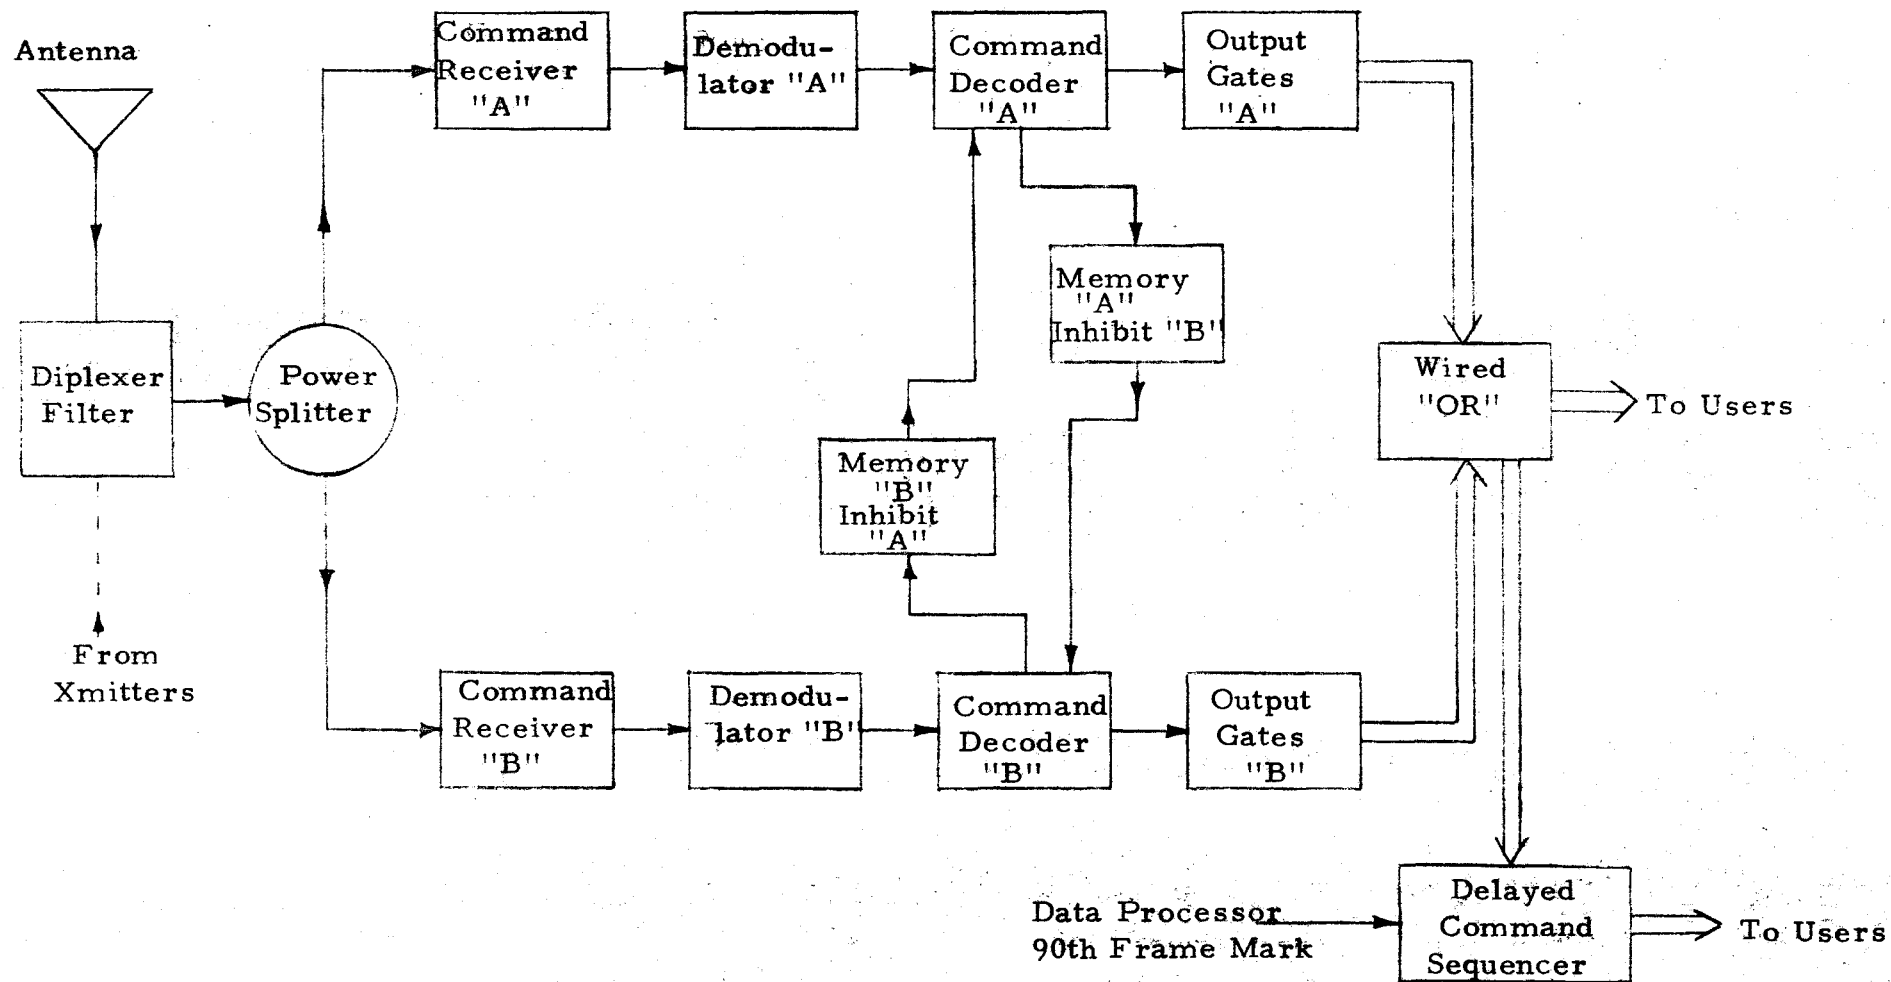 Antenna
Command
Receiver
"A"
Demodu-
lator "A"
Command
Decoder
"A"
Output
Gates
"A"
Memory
"A"
Inhibit "B"
Diplexer
Filter
Power
Splitter
Wired
"OR"
To Users
Memory
"B"
Inhibit
"A"
From
Xmitters
Command
Receiver
"B"
Demodu-
lator "B"
Command
Decoder
"B"
Output
Gates
"B"
Data Processor
90th Frame Mark
Delayed
Command
Sequencer
To Users